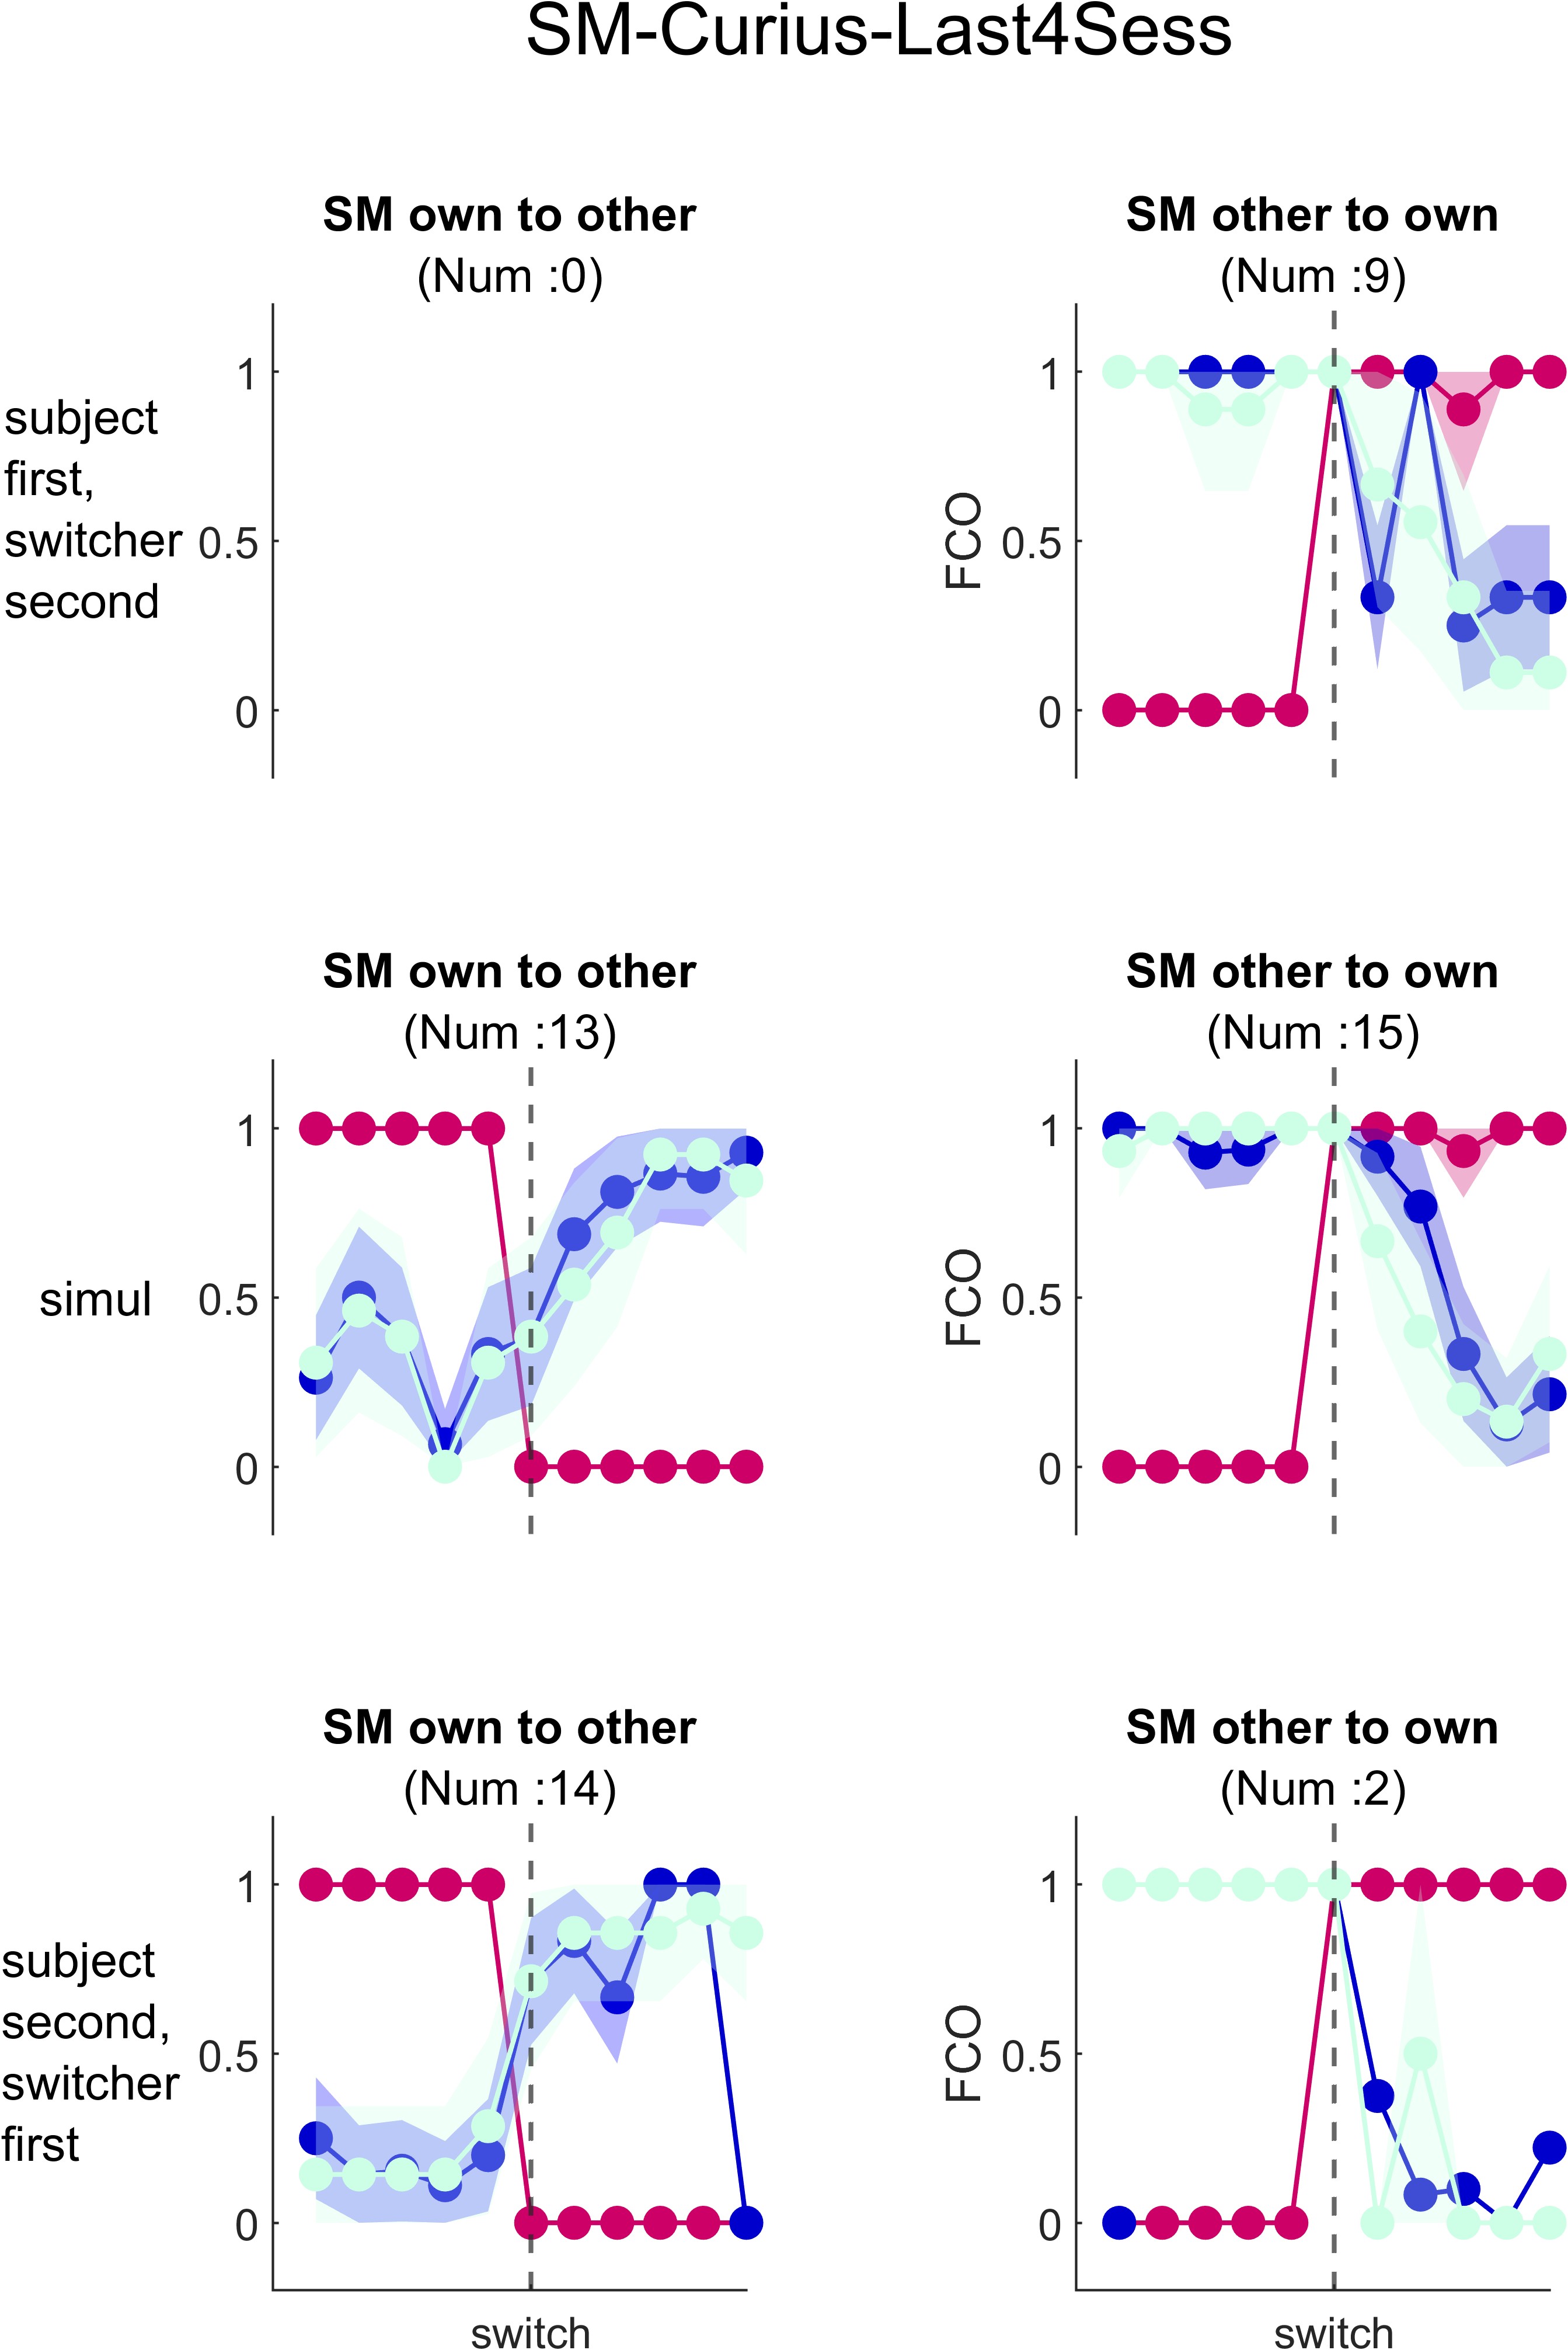 SM-Curius-Last4Sess
SM own to other
(Num :0)
SM other to own
(Num :9)
subject
first,
switcher
second
1
0.5
0
FCO
1
0.5
0
SM own to other
(Num :13)
SM other to own
(Num :15)
simul
1
0.5
0
FCO
1
0.5
0
SM own to other
(Num :14)
SM other to own
(Num :2)
subject
second,
switcher
first
1
0.5
0
switch
FCO
1
0.5
0
switch